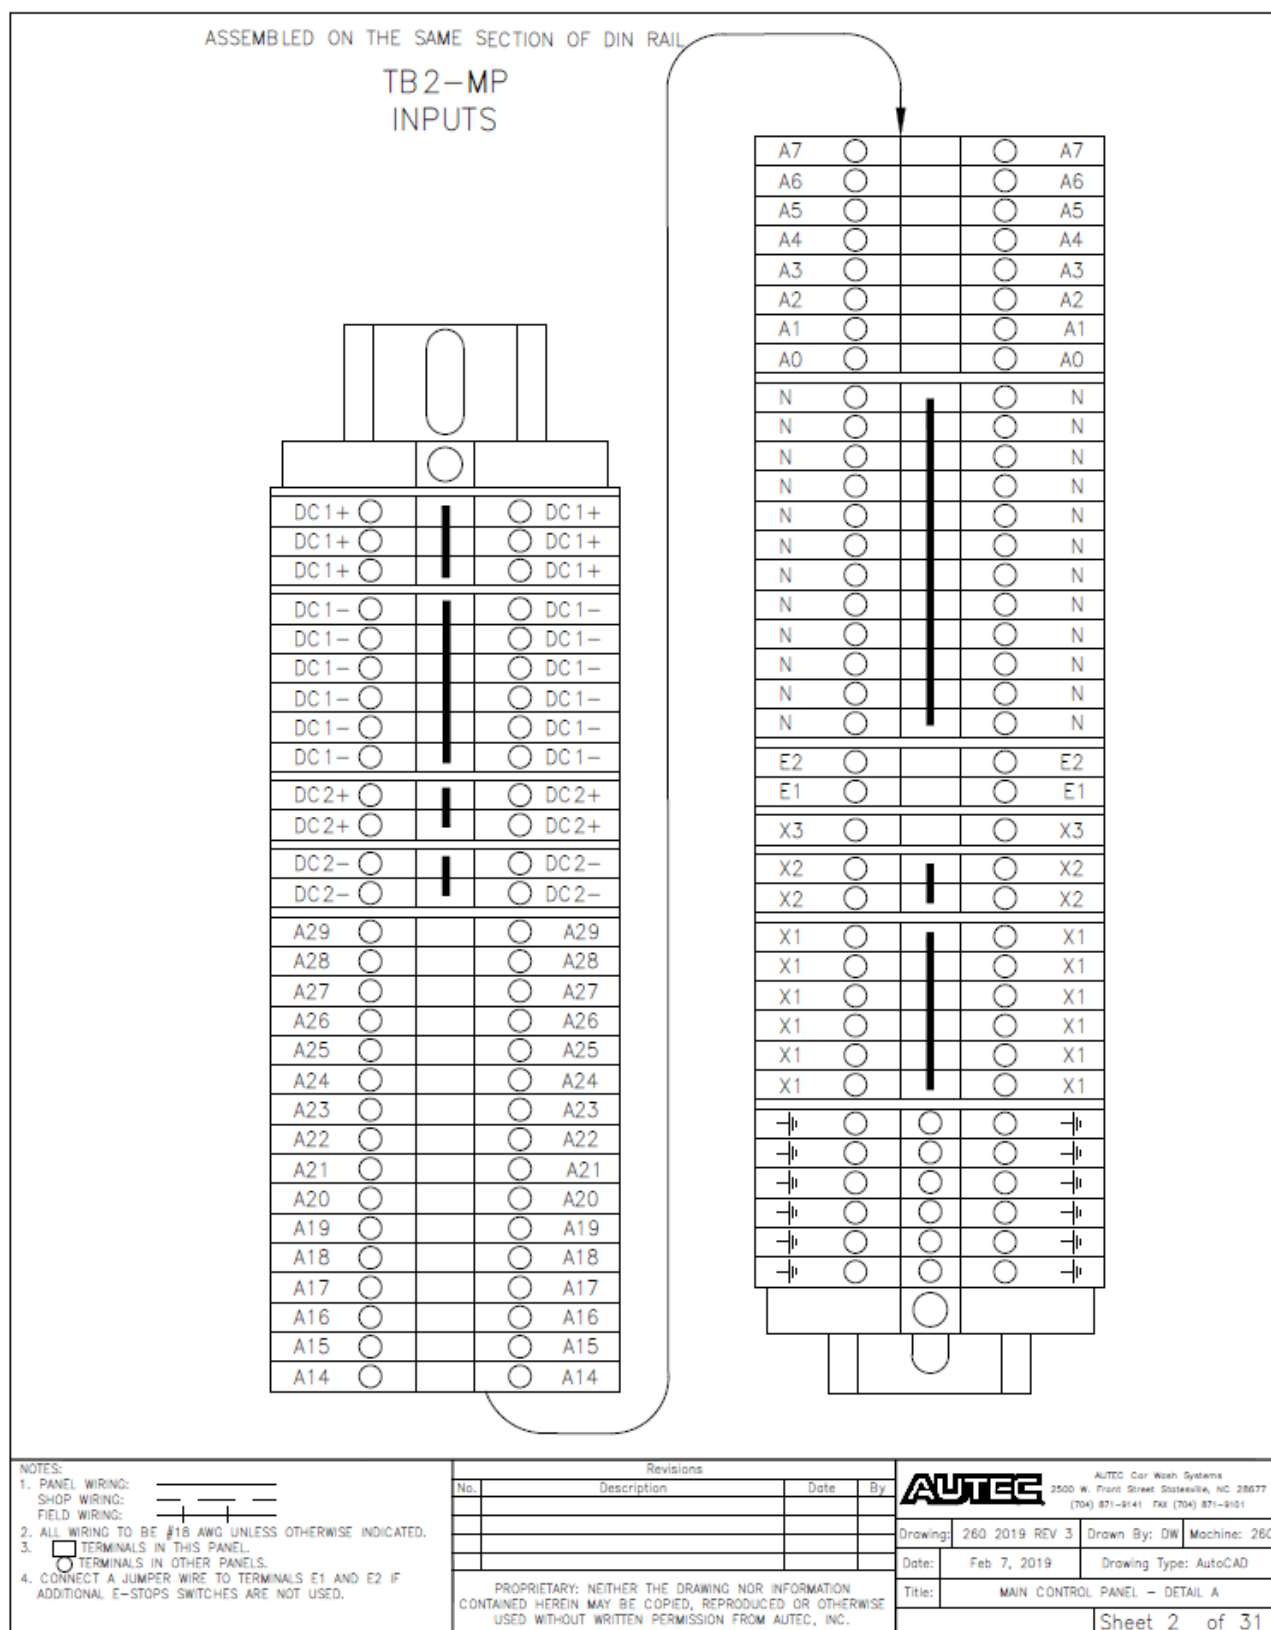 ASSEMBLED ON THE SAME SECTION OF DIN RAIL
TB2-MP
INPUTS
DC1+ DC1+
DC1+ DC1+
DC1+ DC1+
DC1- DC1-
DC1- DC1-
DC1- DC1-
DC1- DC1-
DC1- DC1-
DC1- DC1-
DC2+ DC2+
DC2+ DC2+
DC2- DC2-
DC2- DC2-
A29 A29
A28 A28
A27 A27
A26 A26
A25 A25
A24 A24
A23 A23
A22 A22
A21 A21
A20 A20
A19 A19
A18 A18
A17 A17
A16 A16
A15 A15
A14 A14
A7 A7
A6 A6
A5 A5
A4 A4
A3 A3
A2 A2
A1 A1
A0 A0
N N
N N
N N
N N
N N
N N
N N
N N
N N
N N
N N
N N
E2 E2
E1 E1
X3 X3
X2 X2
X2 X2
X1 X1
X1 X1
X1 X1
X1 X1
X1 X1
X1 X1
NOTES:
1. PANEL WIRING:
SHOP WIRING:
FIELD WIRING:
2. ALL WIRING TO BE #18 AWG UNLESS OTHERWISE INDICATED.
3. TERMINALS IN THIS PANEL.
TERMINALS IN OTHER PANELS.
4. CONNECT A JUMPER WIRE TO TERMINALS E1 AND E2 IF
ADDITIONAL E-STOPS SWITCHES ARE NOT USED.
Revisions
No. Description Date By
PROPRIETARY: NEITHER THE DRAWING NOR INFORMATION
CONTAINED HEREIN MAY BE COPIED, REPRODUCED OR OTHERWISE
USED WITHOUT WRITTEN PERMISSION FROM AUTEC, INC.
AUTEC
AUTEC Car Wash Systems
2500 W. Front Street Statesville, NC 28677
(704) 871-9141 FAX (704) 871-9101
Drawing: 260 2019 REV 3 Drawn By: DW Machine: 260
Date: Feb 7, 2019 Drawing Type: AutoCAD
Title: MAIN CONTROL PANEL - DETAIL A
Sheet 2 of 31